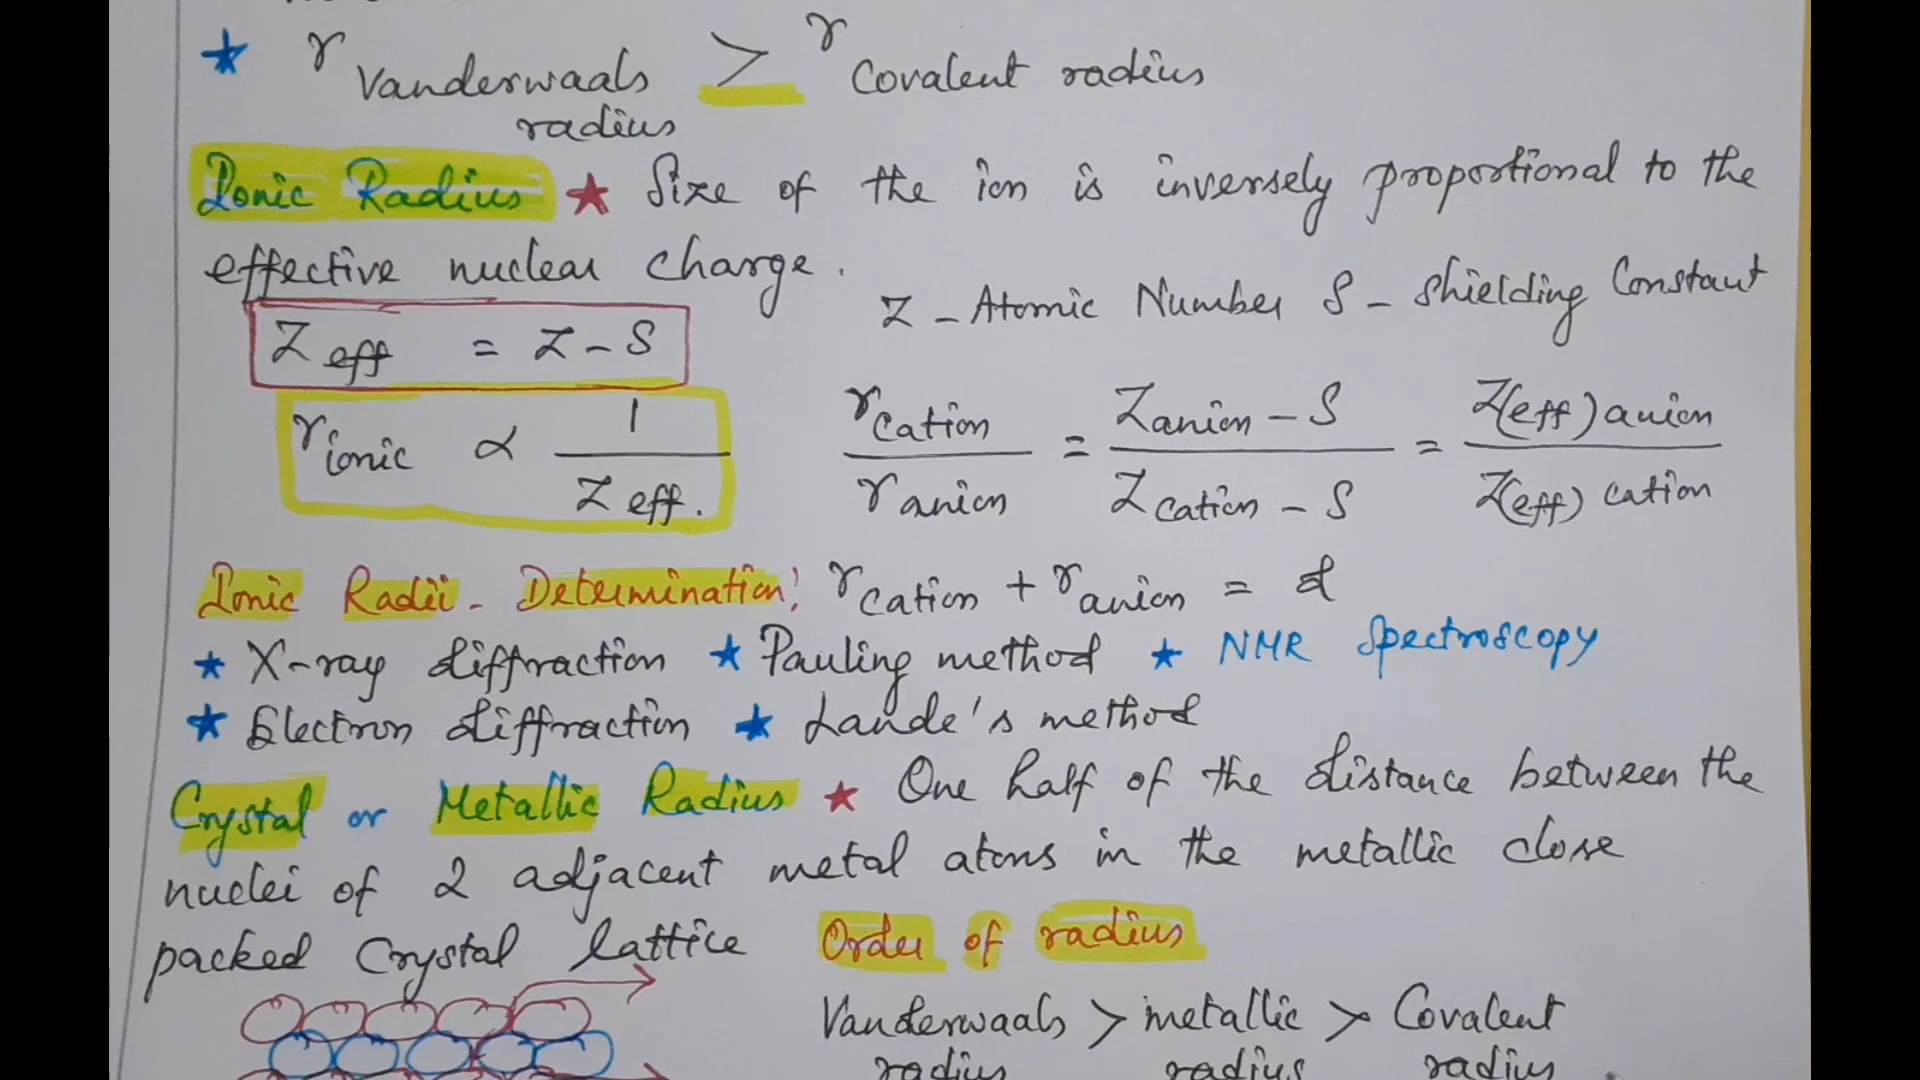 ★ r Vanderwaals radius > r Covalent radius
Ionic Radius ★ Size of the ion is inversely proportional to the
effective nuclear charge.
Z - Atomic Number S - Shielding Constant
Z eff = Z - S
r ionic ∝ 1 / Z eff.
r cation / r anion = Z anion - S / Z cation - S = Z(eff) anion / Z(eff) cation
Ionic Radii - Determination: r cation + r anion = d
★ X-ray diffraction ★ Pauling method ★ NMR Spectroscopy
★ Electron diffraction ★ Lande's method
Crystal or Metallic Radius ★ One half of the distance between the
nuclei of 2 adjacent metal atoms in the metallic close
packed Crystal lattice
Order of radius
Vanderwaals radius > metallic radius > Covalent radius